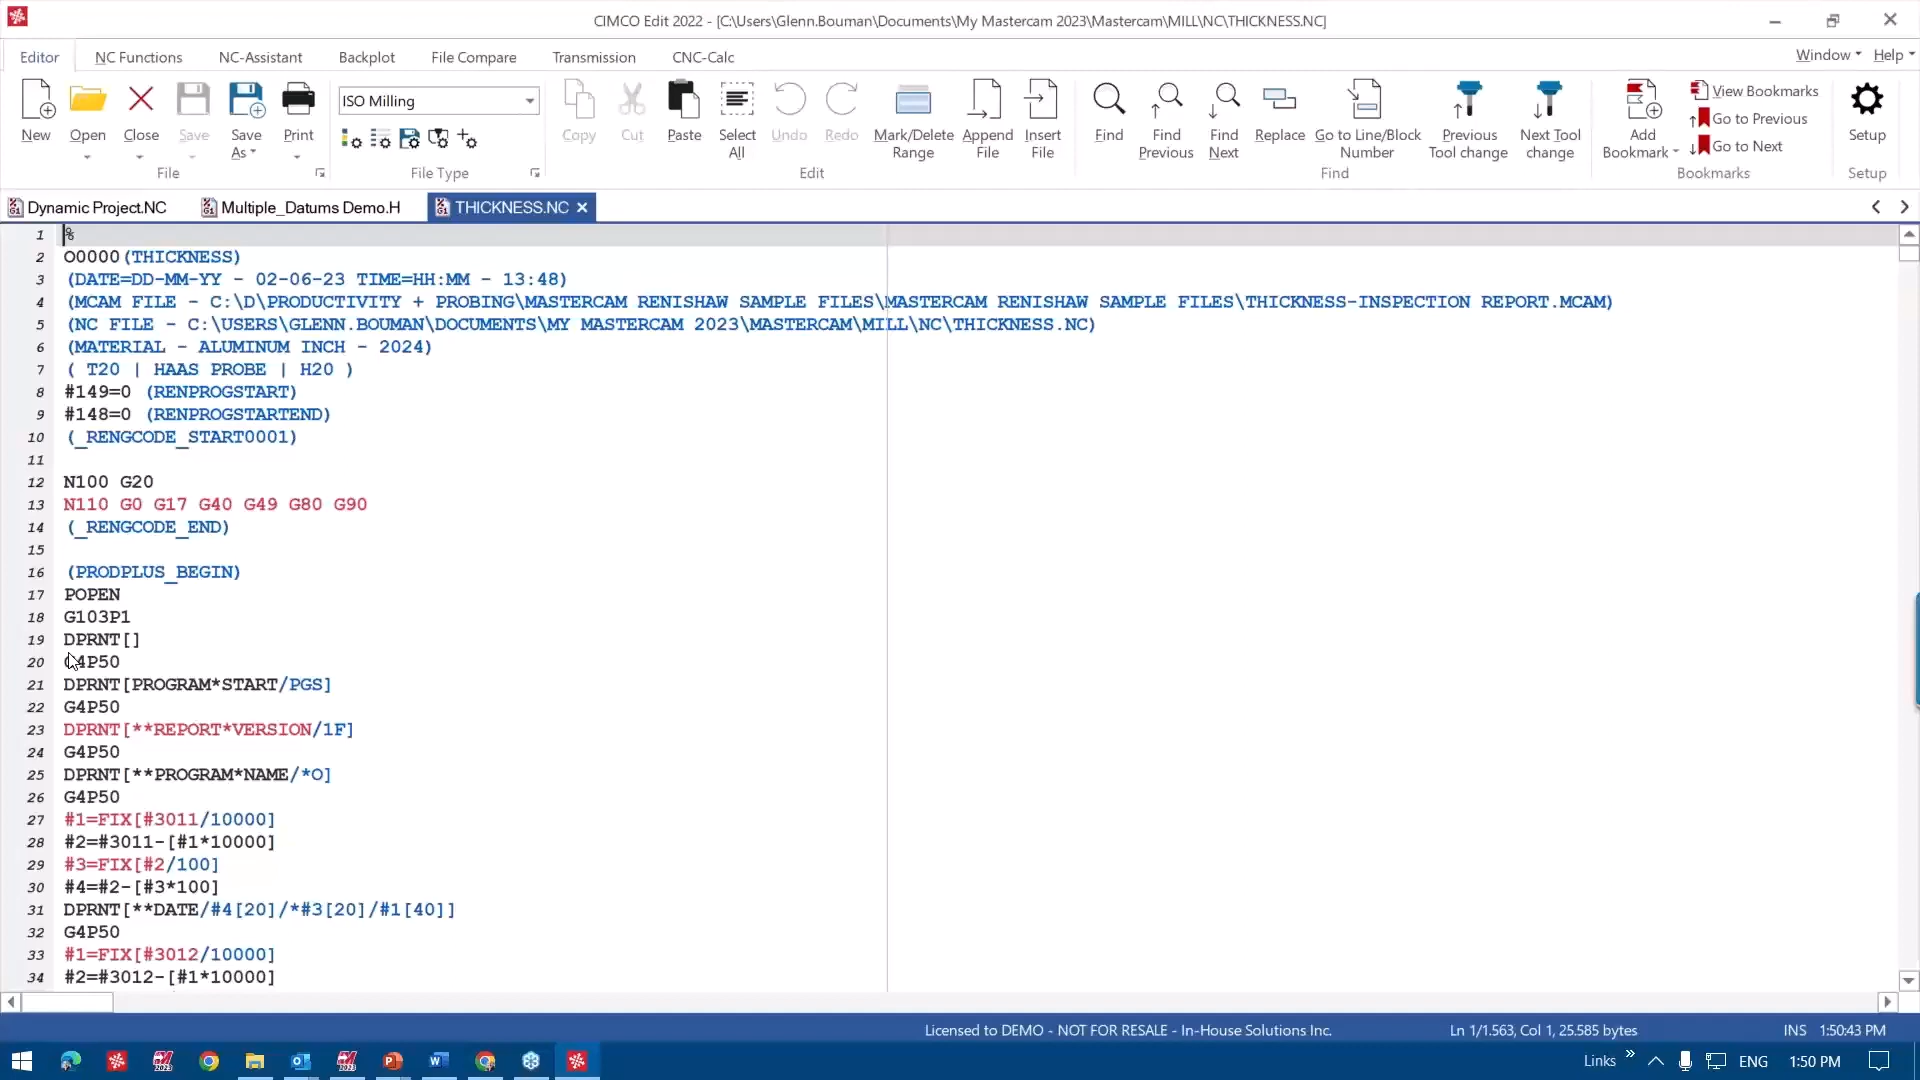 CIMCO Edit 2022 - [C:\Users\Glenn.Bouman\Documents\My Mastercam 2023\Mastercam\MILL\NC\THICKNESS.NC]
Editor NC Functions NC-Assistant Backplot File Compare Transmission CNC-Calc Window Help
New Open Close Save Save As Print
File
ISO Milling
File Type
Copy Cut Paste Select All Undo Redo Mark/Delete Range Append File Insert File
Edit
Find Find Previous Find Next Replace Go to Line/Block Number Previous Tool change Next Tool change
Find
Add Bookmark View Bookmarks
Go to Previous
Go to Next
Bookmarks
Setup
Setup
Dynamic Project.NC Multiple_Datums Demo.H THICKNESS.NC
1 %
2 O0000(THICKNESS)
3 (DATE=DD-MM-YY - 02-06-23 TIME=HH:MM - 13:48)
4 (MCAM FILE - C:\D\PRODUCTIVITY + PROBING\MASTERCAM RENISHAW SAMPLE FILES\MASTERCAM RENISHAW SAMPLE FILES\THICKNESS-INSPECTION REPORT.MCAM)
5 (NC FILE - C:\USERS\GLENN.BOUMAN\DOCUMENTS\MY MASTERCAM 2023\MASTERCAM\MILL\NC\THICKNESS.NC)
6 (MATERIAL - ALUMINUM INCH - 2024)
7 ( T20 | HAAS PROBE | H20 )
8 #149=0 (RENPROGSTART)
9 #148=0 (RENPROGSTARTEND)
10 (_RENGCODE_START0001)
11
12 N100 G20
13 N110 G0 G17 G40 G49 G80 G90
14 (_RENGCODE_END)
15
16 (PRODPLUS_BEGIN)
17 POPEN
18 G103P1
19 DPRNT[]
20 G4P50
21 DPRNT[PROGRAM*START/PGS]
22 G4P50
23 DPRNT[**REPORT*VERSION/1F]
24 G4P50
25 DPRNT[**PROGRAM*NAME/*O]
26 G4P50
27 #1=FIX[#3011/10000]
28 #2=#3011-[#1*10000]
29 #3=FIX[#2/100]
30 #4=#2-[#3*100]
31 DPRNT[**DATE/#4[20]/*#3[20]/#1[40]]
32 G4P50
33 #1=FIX[#3012/10000]
34 #2=#3012-[#1*10000]
Licensed to DEMO - NOT FOR RESALE - In-House Solutions Inc. Ln 1/1.563, Col 1, 25.585 bytes INS 1:50:43 PM
Links » ENG 1:50 PM